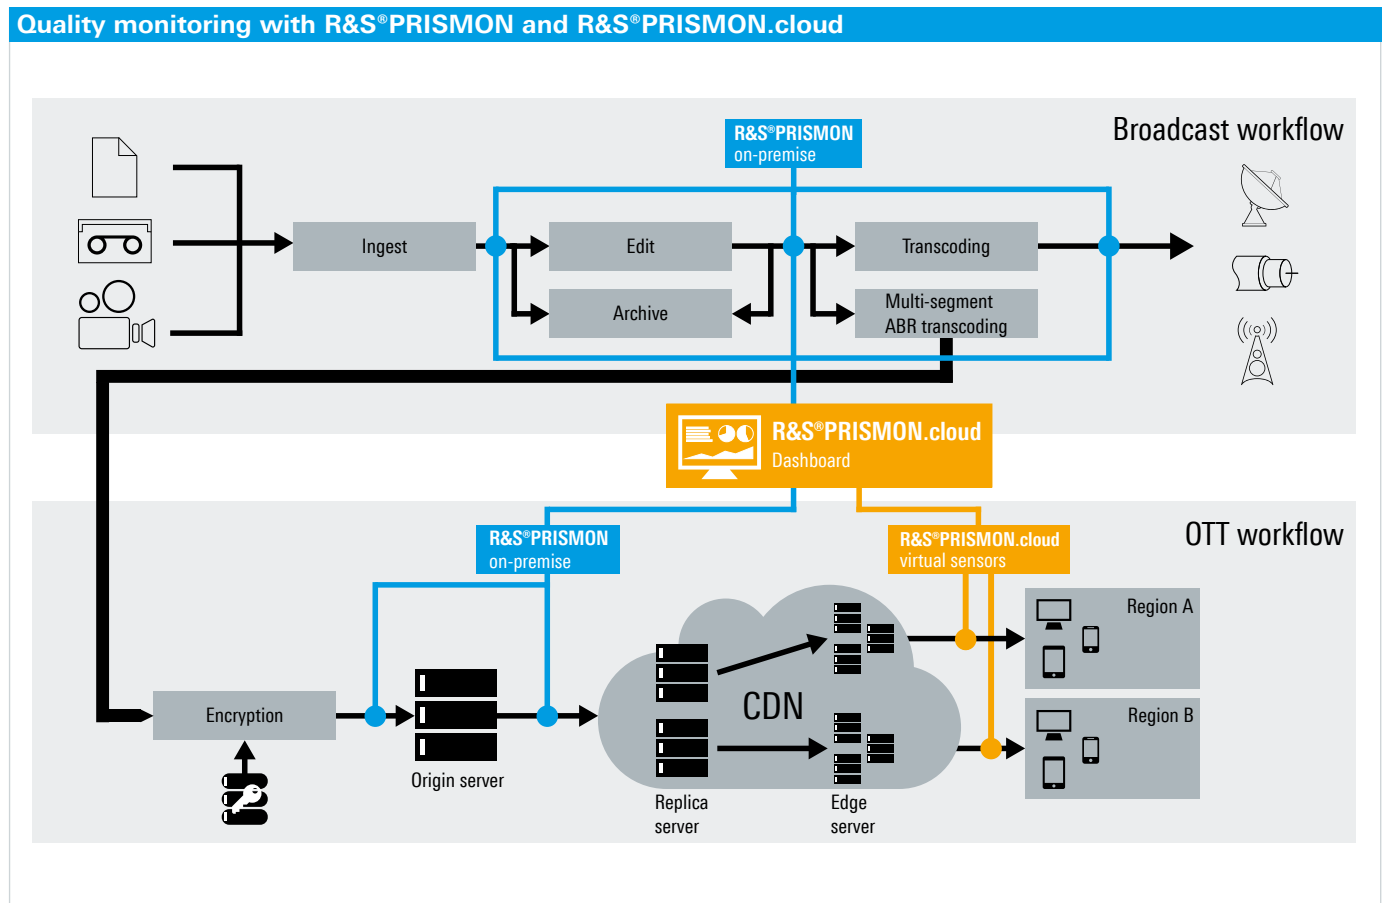 Quality monitoring with R&S®PRISMON and R&S®PRISMON.cloud
Broadcast workflow
R&S®PRISMON
on-premise
Ingest
Edit
Transcoding
Archive
Multi-segment
ABR transcoding
R&S®PRISMON.cloud
Dashboard
OTT workflow
R&S®PRISMON
on-premise
R&S®PRISMON.cloud
virtual sensors
Region A
Encryption
CDN
Region B
Origin server
Replica
server
Edge
server